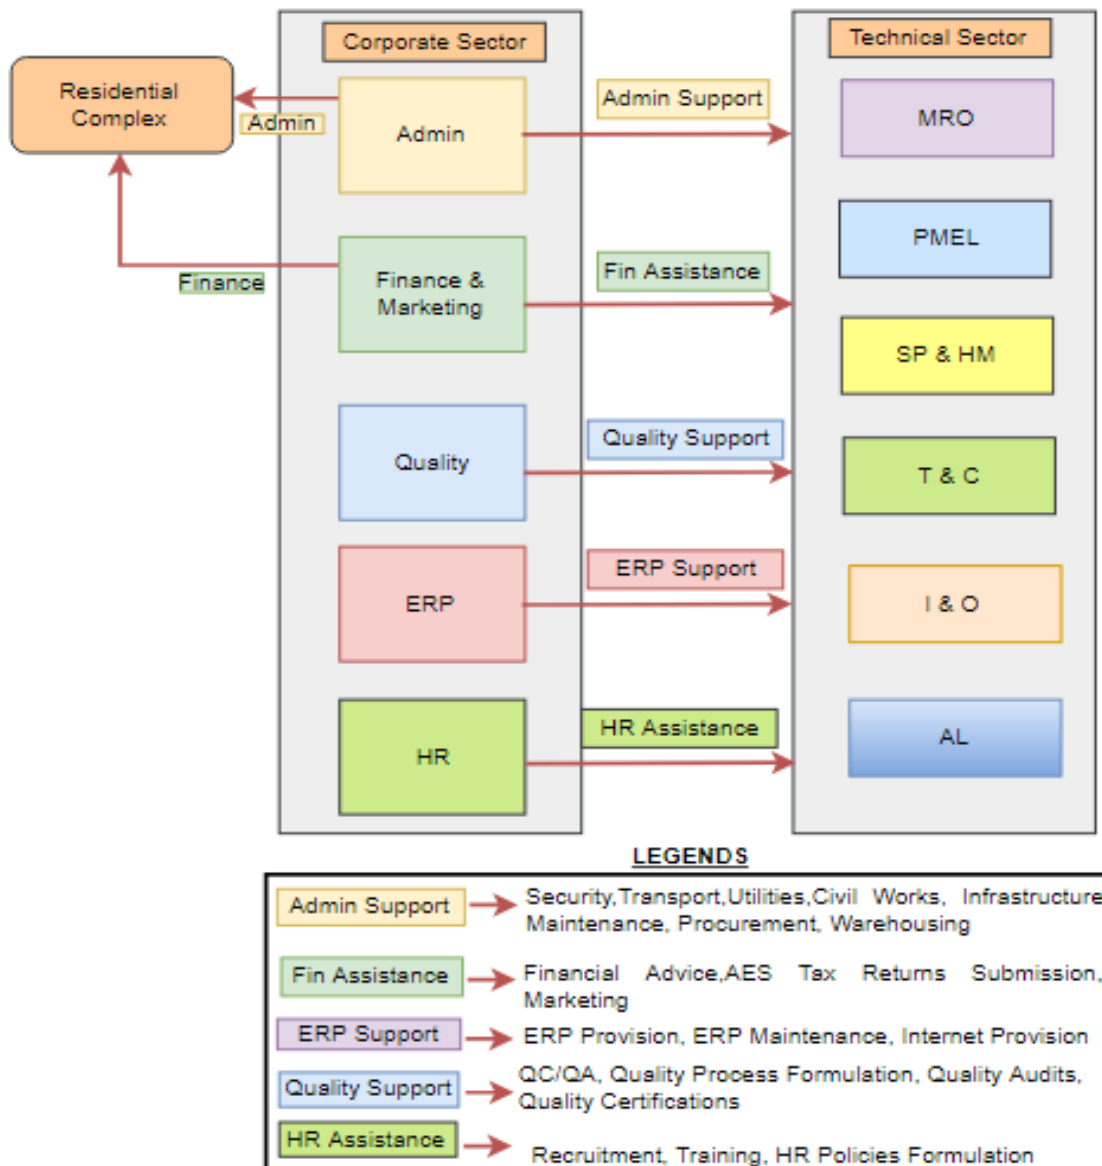 Corporate Sector
Technical Sector
Residential
Complex
Admin
Admin
Admin Support
MRO
PMEL
Finance
Finance &
Marketing
Fin Assistance
SP & HM
Quality
Quality Support
T & C
ERP
ERP Support
I & O
HR
HR Assistance
AL
LEGENDS
Admin Support
Security,Transport,Utilities,Civil Works, Infrastructure
Maintenance, Procurement, Warehousing
Fin Assistance
Financial Advice,AES Tax Returns Submission,
Marketing
ERP Support
ERP Provision, ERP Maintenance, Internet Provision
Quality Support
QC/QA, Quality Process Formulation, Quality Audits,
Quality Certifications
HR Assistance
Recruitment, Training, HR Policies Formulation